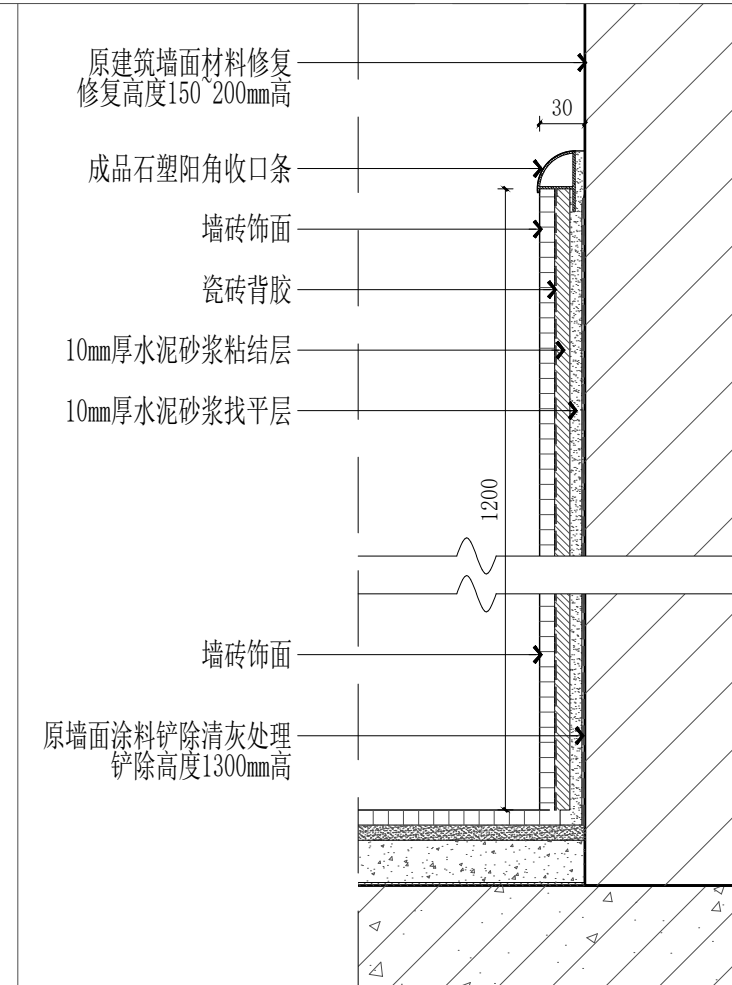 原建筑墙面材料修复
修复高度150~200mm高
30
成品石塑阳角收口条
墙砖饰面
瓷砖背胶
10mm厚水泥砂浆粘结层
10mm厚水泥砂浆找平层
1200
墙砖饰面
原墙面涂料铲除清灰处理
铲除高度1300mm高